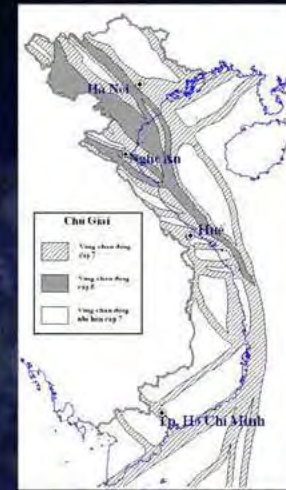 Hà Nội
Nghệ An
Huế
Chú Giải
Vùng chấn động
cấp 7
Vùng chấn động
cấp 8
Vùng chấn động
nhỏ hơn cấp 7
Tp. Hồ Chí Minh